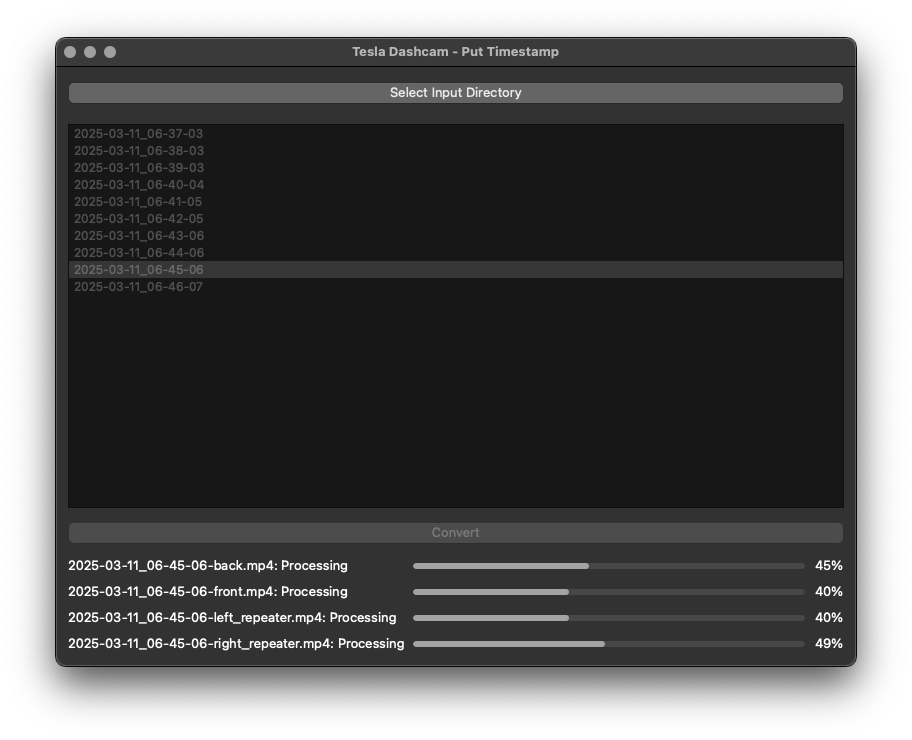 Tesla Dashcam - Put Timestamp
Select Input Directory
2025-03-11_06-37-03
2025-03-11_06-38-03
2025-03-11_06-39-03
2025-03-11_06-40-04
2025-03-11_06-41-05
2025-03-11_06-42-05
2025-03-11_06-43-06
2025-03-11_06-44-06
2025-03-11_06-45-06
2025-03-11_06-46-07
Convert
2025-03-11_06-45-06-back.mp4: Processing 45%
2025-03-11_06-45-06-front.mp4: Processing 40%
2025-03-11_06-45-06-left_repeater.mp4: Processing 40%
2025-03-11_06-45-06-right_repeater.mp4: Processing 49%